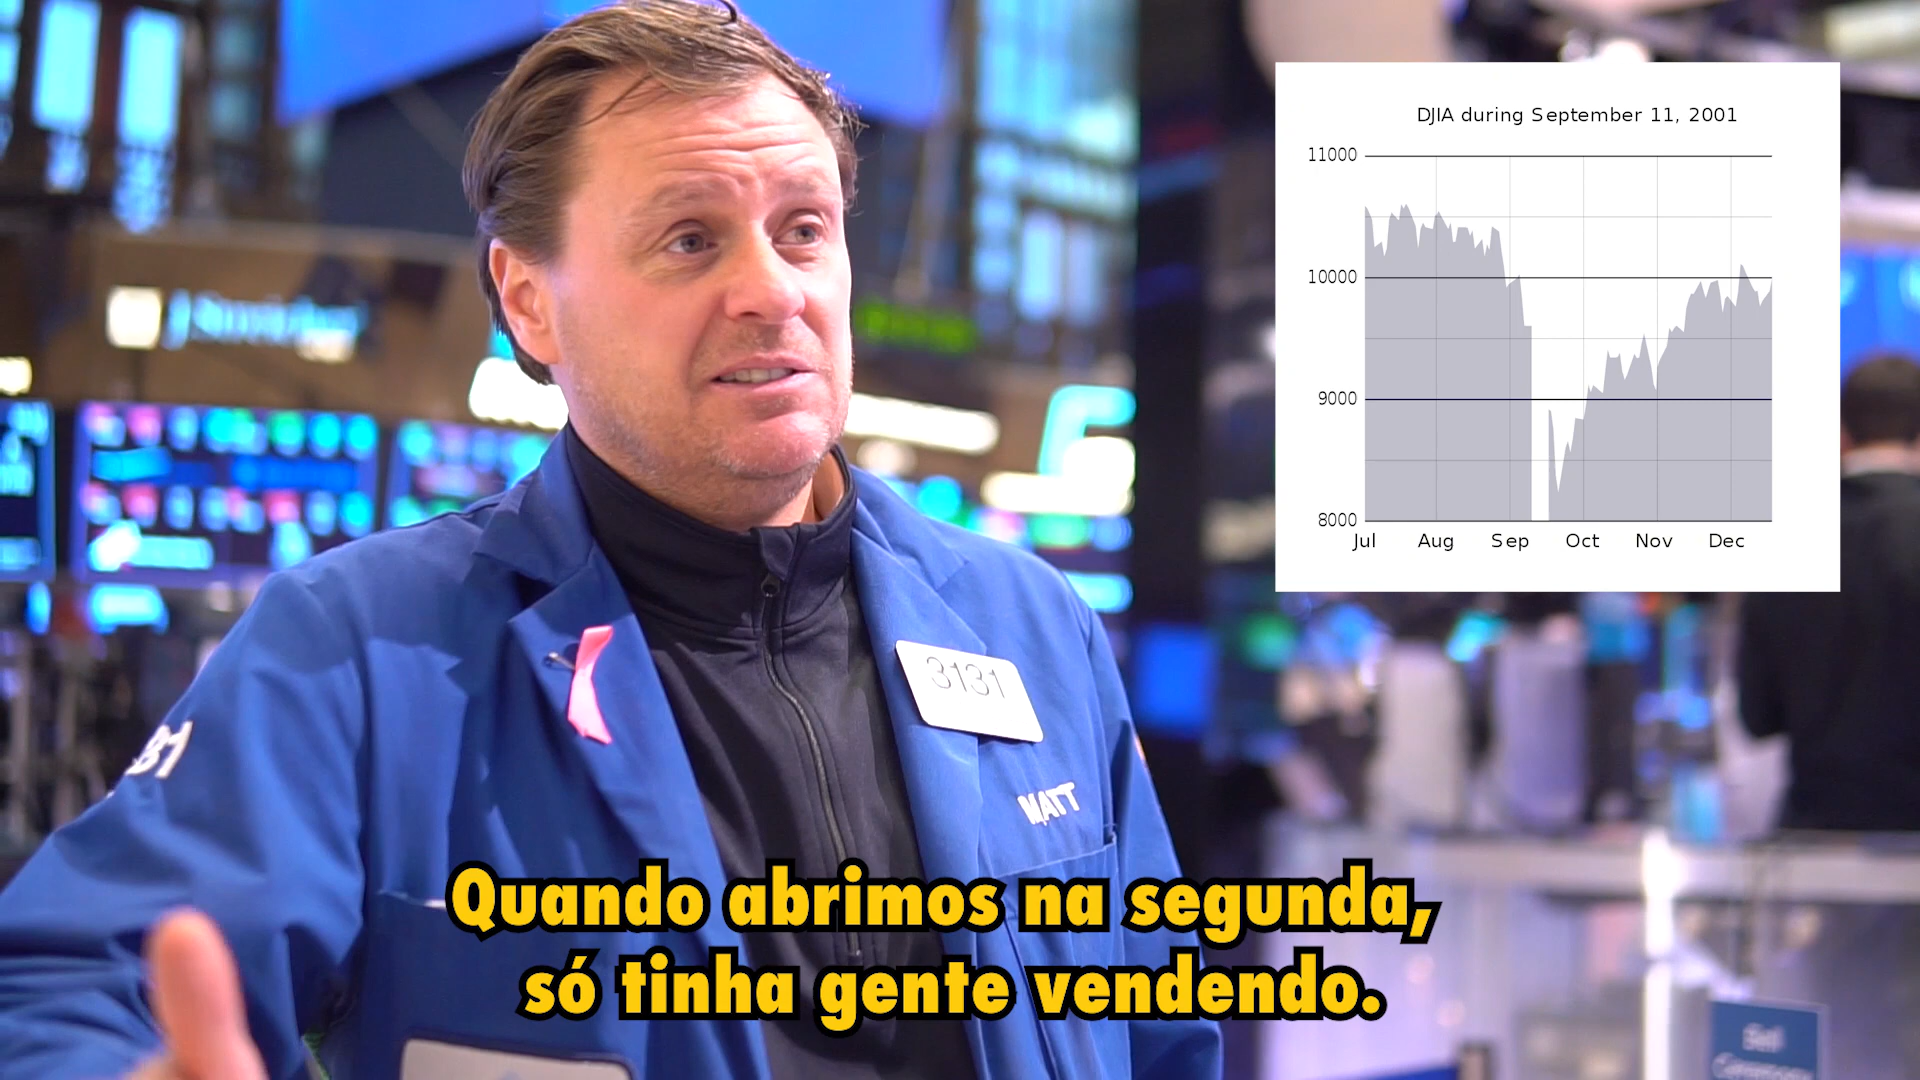 DJIA during September 11, 2001
11000
10000
9000
8000
Jul Aug Sep Oct Nov Dec
3131
MATT
Quando abrimos na segunda,
só tinha gente vendendo.